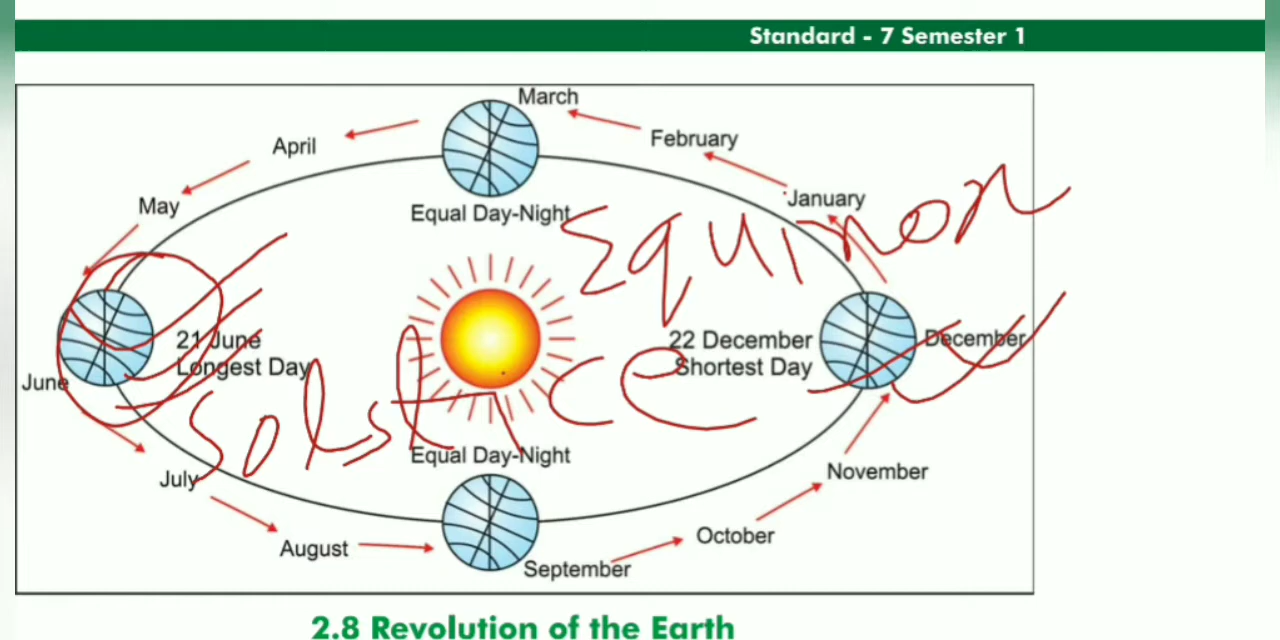 Standard - 7 Semester 1
March
February
April
January
May
Equal Day-Night
Equinox
21 June
Longest Day
22 December
Shortest Day
December
June
Solstice
Equal Day-Night
July
November
October
August
September
2.8 Revolution of the Earth